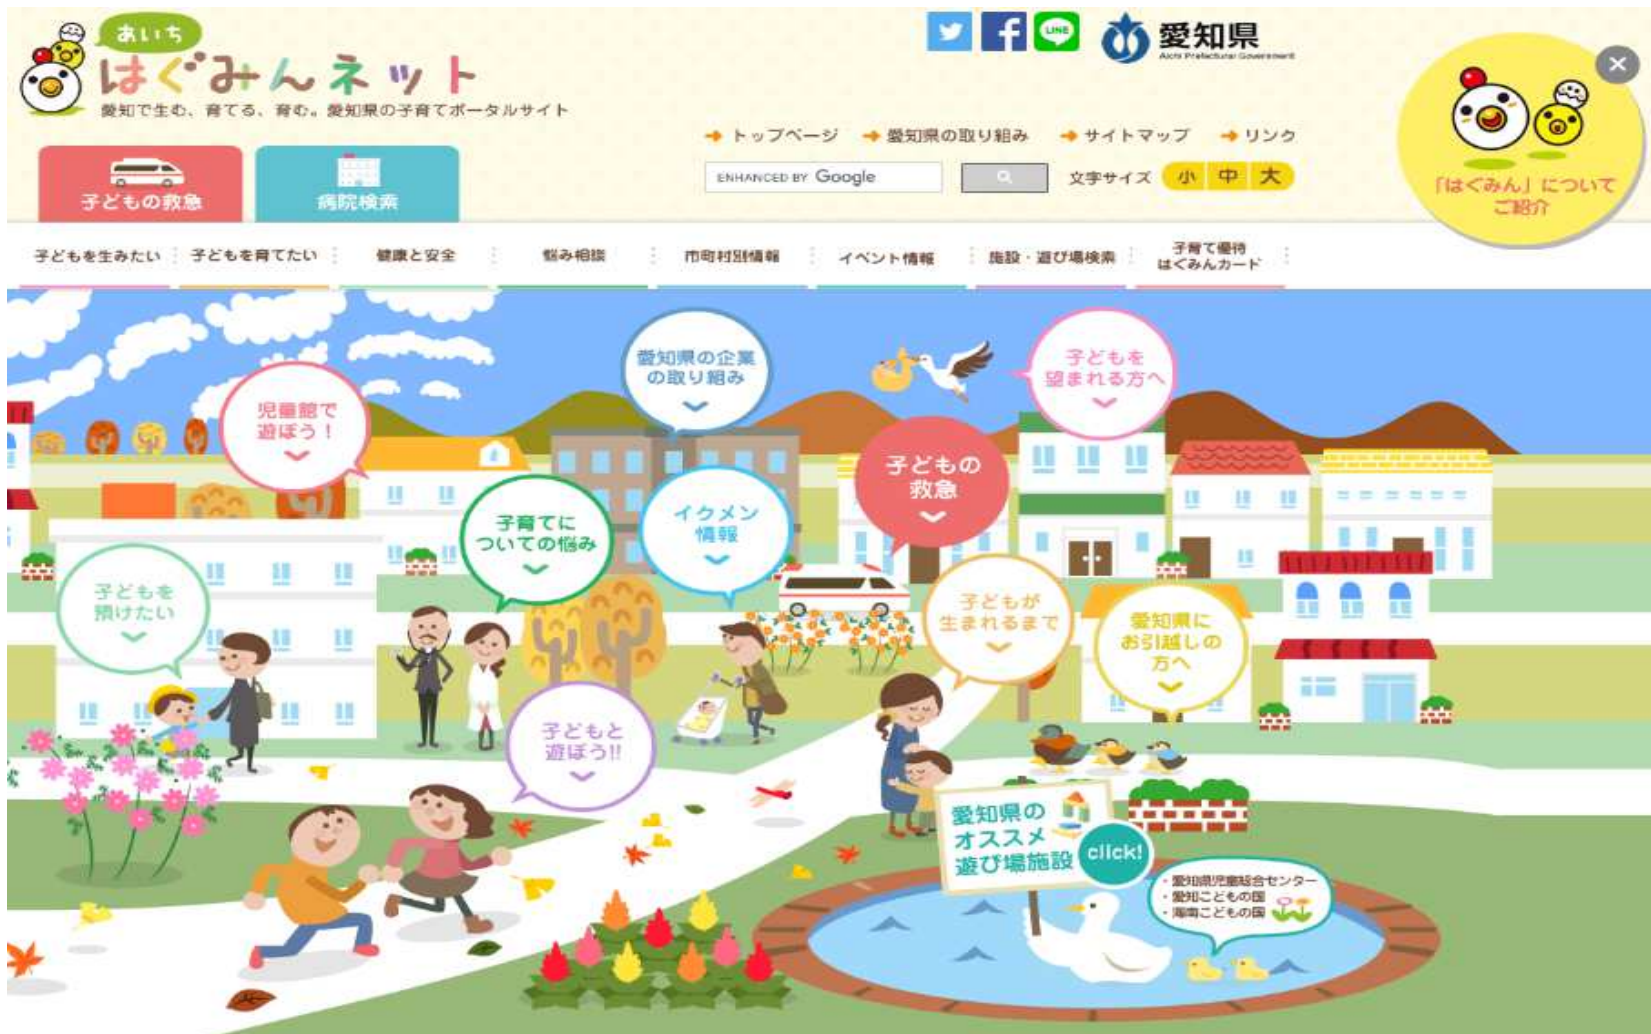 あいち
はぐみんネット
愛知で生む、育てる、育む。愛知県の子育てポータルサイト
LINE
愛知県
Aichi Prefectural Government
トップページ
愛知県の取り組み
サイトマップ
リンク
ENHANCED BY Google
文字サイズ 小 中 大
「はぐみん」について
ご紹介
子どもの救急
病院検索
子どもを生みたい
子どもを育てたい
健康と安全
悩み相談
市町村別情報
イベント情報
施設・遊び場検索
子育て優待
はぐみんカード
愛知県の企業
の取り組み
子どもを
望まれる方へ
児童館で
遊ぼう！
子どもの
救急
子育てに
ついての悩み
イクメン
情報
子どもを
預けたい
子どもが
生まれるまで
愛知県に
お引越しの
方へ
子どもと
遊ぼう!!
愛知県の
オススメ
遊び場施設
click!
・愛知県児童総合センター
・愛知こどもの国
・海南こどもの国